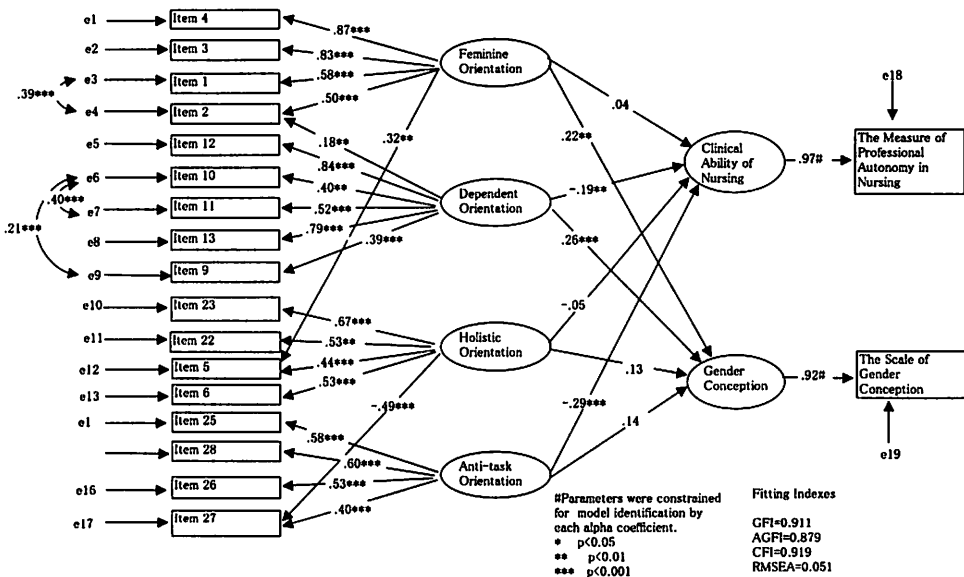 e1
Item 4
e2
Item 3
e3
Item 1
.39***
e4
Item 2
e5
Item 12
e6
Item 10
.40***
e7
Item 11
.21***
e8
Item 13
e9
Item 9
e10
Item 23
e11
Item 22
e12
Item 5
e13
Item 6
e1
Item 25
Item 28
e16
Item 26
e17
Item 27
.87***
.83***
.58***
.50***
.32**
.18**
.84***
.40**
.52***
.79***
.39***
.67***
.53**
.44***
.53***
-.49***
.58***
.60***
.53***
.40***
Feminine
Orientation
Dependent
Orientation
Holistic
Orientation
Anti-task
Orientation
.04
.22**
-.19**
.26***
-.05
.13
-.29***
.14
Clinical
Ability of
Nursing
Gender
Conception
.97#
.92#
e18
The Measure of
Professional
Autonomy in
Nursing
The Scale of
Gender
Conception
e19
#Parameters were constrained
for model identification by
each alpha coefficient.
* p<0.05
** p<0.01
*** p<0.001
Fitting Indexes
GFI=0.911
AGFI=0.879
CFI=0.919
RMSEA=0.051